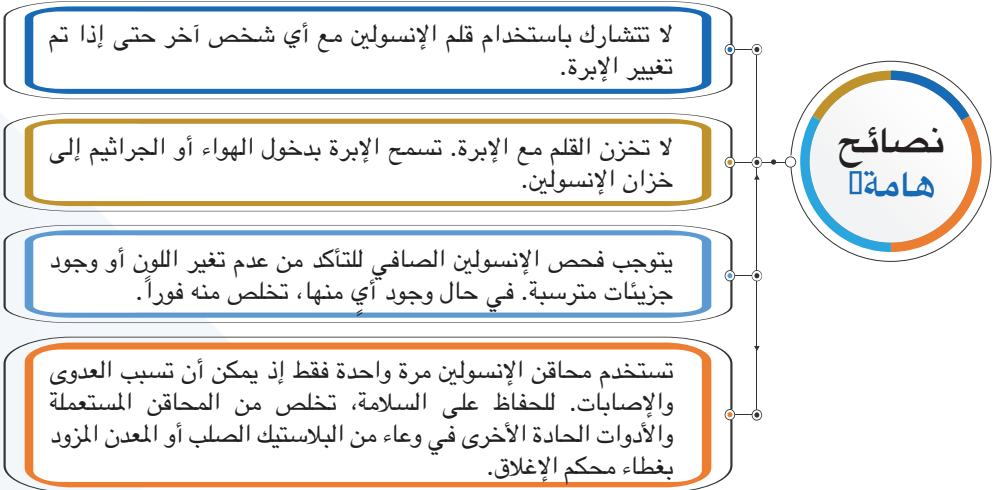 نصائح
هامة
لا تتشارك باستخدام قلم الإنسولين مع أي شخص آخر حتى إذا تم
تغيير الإبرة.
لا تخزن القلم مع الإبرة. تسمح الإبرة بدخول الهواء أو الجراثيم إلى
خزان الإنسولين.
يتوجب فحص الإنسولين الصافي للتأكد من عدم تغير اللون أو وجود
جزيئات مترسبة. في حال وجود أيٍ منها، تخلص منه فوراً.
تستخدم محاقن الإنسولين مرة واحدة فقط إذ يمكن أن تسبب العدوى
والإصابات. للحفاظ على السلامة، تخلص من المحاقن المستعملة
والأدوات الحادة الأخرى في وعاء من البلاستيك الصلب أو المعدن المزود
بغطاء محكم الإغلاق.